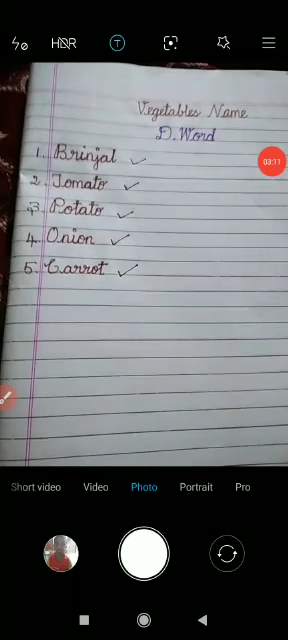 HDR
T
Vegetables Name
D. Word
03:11
1. Brinjal
2. Tomato
3. Potato
4. Onion
5. Carrot
Short video Video Photo Portrait Pro